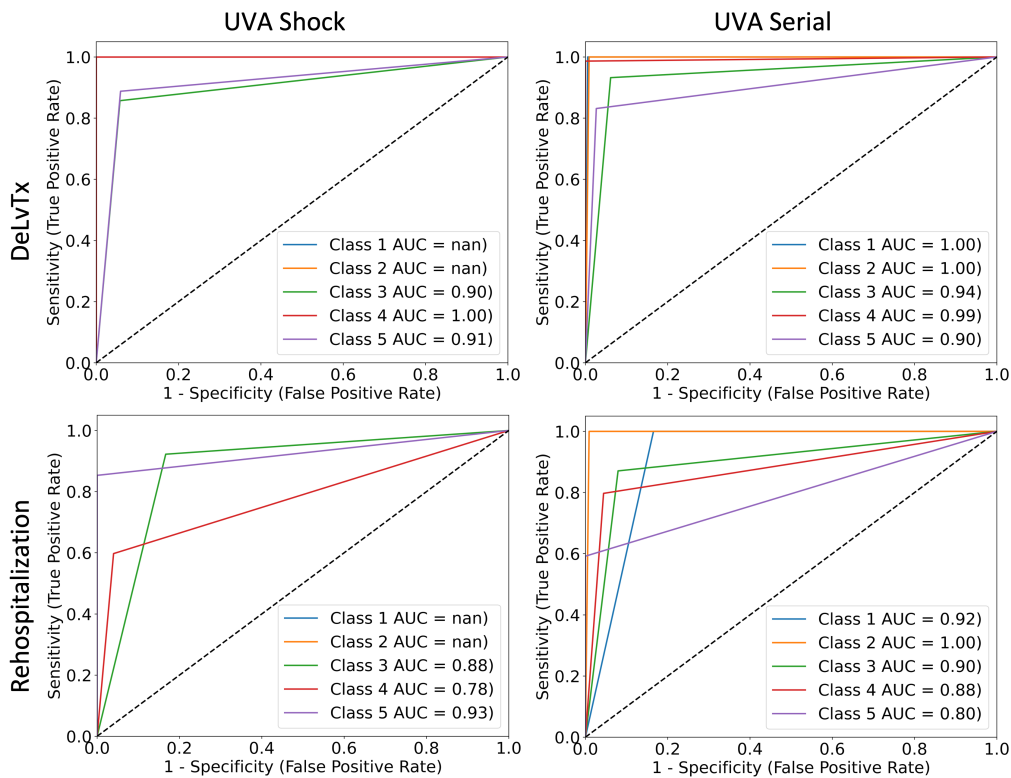 UVA Shock
UVA Serial
DeLvTx
Sensitivity (True Positive Rate)
1.0
0.8
0.6
0.4
0.2
0.0
Class 1 AUC = nan)
Class 2 AUC = nan)
Class 3 AUC = 0.90)
Class 4 AUC = 1.00)
Class 5 AUC = 0.91)
0.0 0.2 0.4 0.6 0.8 1.0
1 - Specificity (False Positive Rate)
Sensitivity (True Positive Rate)
1.0
0.8
0.6
0.4
0.2
0.0
Class 1 AUC = 1.00)
Class 2 AUC = 1.00)
Class 3 AUC = 0.94)
Class 4 AUC = 0.99)
Class 5 AUC = 0.90)
0.0 0.2 0.4 0.6 0.8 1.0
1 - Specificity (False Positive Rate)
Rehospitalization
Sensitivity (True Positive Rate)
1.0
0.8
0.6
0.4
0.2
0.0
Class 1 AUC = nan)
Class 2 AUC = nan)
Class 3 AUC = 0.88)
Class 4 AUC = 0.78)
Class 5 AUC = 0.93)
0.0 0.2 0.4 0.6 0.8 1.0
1 - Specificity (False Positive Rate)
Sensitivity (True Positive Rate)
1.0
0.8
0.6
0.4
0.2
0.0
Class 1 AUC = 0.92)
Class 2 AUC = 1.00)
Class 3 AUC = 0.90)
Class 4 AUC = 0.88)
Class 5 AUC = 0.80)
0.0 0.2 0.4 0.6 0.8 1.0
1 - Specificity (False Positive Rate)